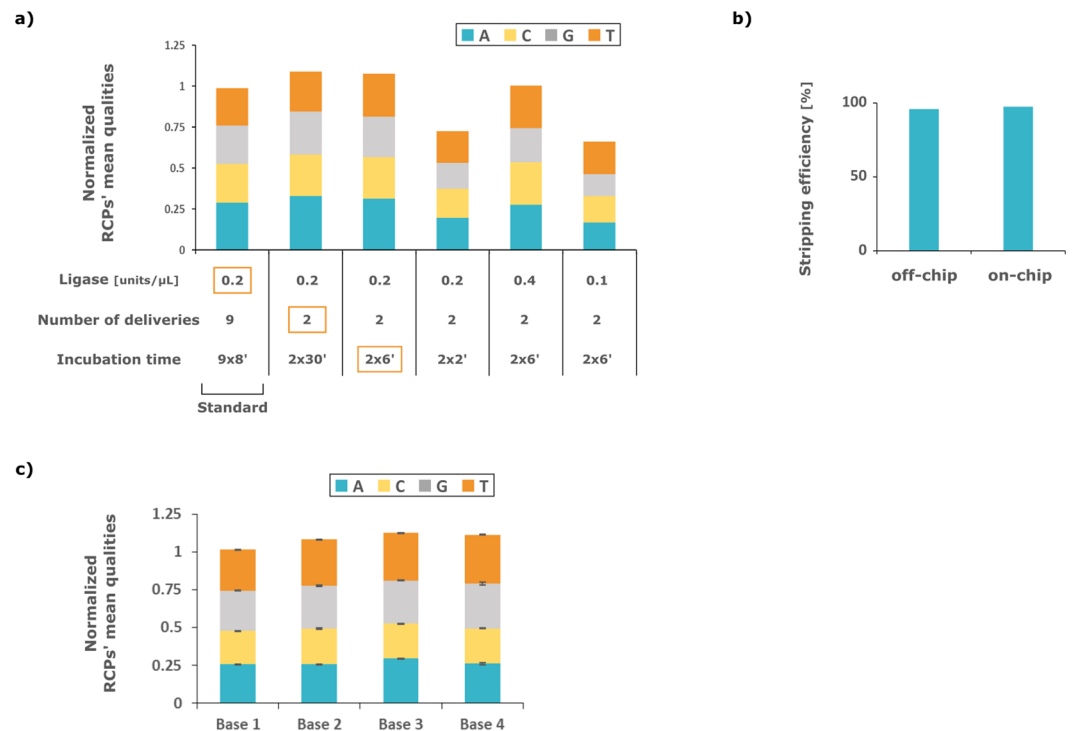 a)
A C G T
Normalized
RCPs' mean qualities
1.25
1
0.75
0.5
0.25
0
Ligase [units/µL] 0.2 0.2 0.2 0.2 0.4 0.1
Number of deliveries 9 2 2 2 2 2
Incubation time 9x8' 2x30' 2x6' 2x2' 2x6' 2x6'
Standard
b)
Stripping efficiency [%]
100
50
0
off-chip on-chip
c)
A C G T
Normalized
RCPs' mean qualities
1.25
1
0.75
0.5
0.25
0
Base 1 Base 2 Base 3 Base 4